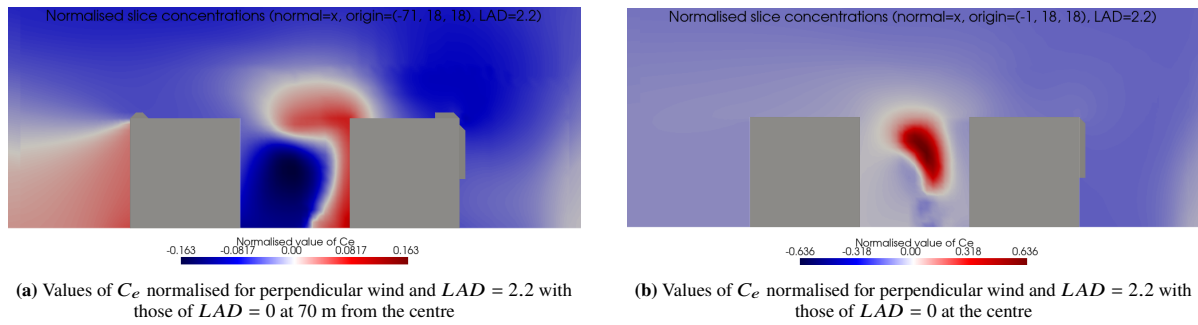 Normalised slice concentrations (normal=x, origin=(-71, 18, 18), LAD=2.2)
Normalised value of Ce
-0.163 -0.0817 0.00 0.0817 0.163
(a) Values of Ce normalised for perpendicular wind and LAD = 2.2 with
those of LAD = 0 at 70 m from the centre
Normalised slice concentrations (normal=x, origin=(-1, 18, 18), LAD=2.2)
Normalised value of Ce
-0.636 -0.318 0.00 0.318 0.636
(b) Values of Ce normalised for perpendicular wind and LAD = 2.2 with
those of LAD = 0 at the centre